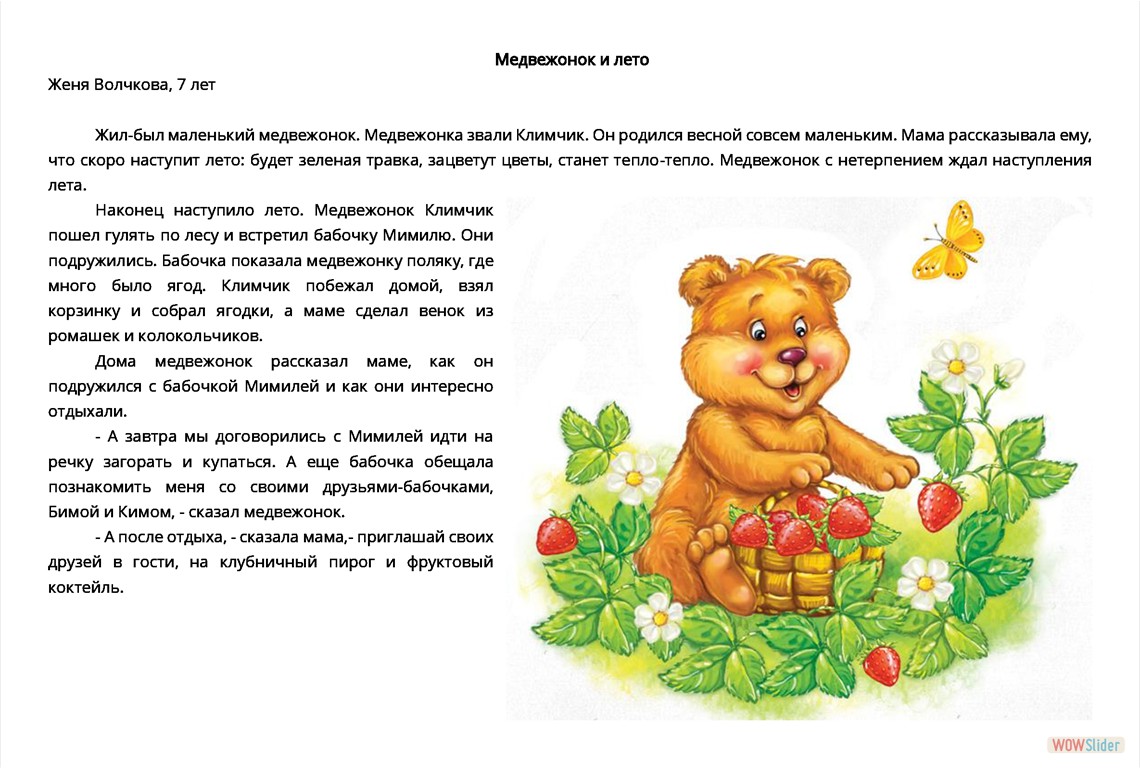 Медвежонок и лето
Женя Волчкова, 7 лет
Жил-был маленький медвежонок. Медвежонка звали Климчик. Он родился весной совсем маленьким. Мама рассказывала ему,
что скоро наступит лето: будет зеленая травка, зацветут цветы, станет тепло-тепло. Медвежонок с нетерпением ждал наступления
лета.
Наконец наступило лето. Медвежонок Климчик
пошел гулять по лесу и встретил бабочку Мимилю. Они
подружились. Бабочка показала медвежонку поляку, где
много было ягод. Климчик побежал домой, взял
корзинку и собрал ягодки, а маме сделал венок из
ромашек и колокольчиков.
Дома медвежонок рассказал маме, как он
подружился с бабочкой Мимилей и как они интересно
отдыхали.
- А завтра мы договорились с Мимилей идти на
речку загорать и купаться. А еще бабочка обещала
познакомить меня со своими друзьями-бабочками,
Бимой и Кимом, - сказал медвежонок.
- А после отдыха, - сказала мама,- приглашай своих
друзей в гости, на клубничный пирог и фруктовый
коктейль.
WOWSlider